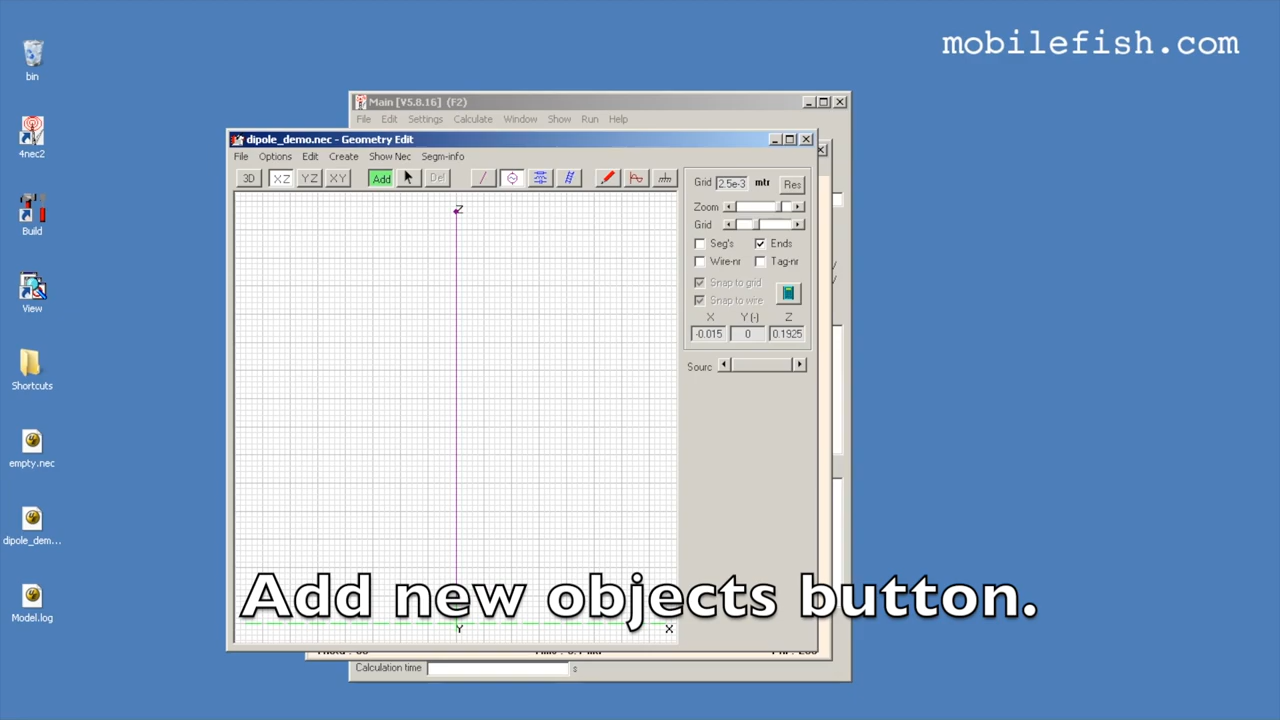 mobilefish.com
bin
4nec2
Build
View
Shortcuts
empty.nec
dipole_dem...
Model.log
Main [V5.8.16] (F2)
File Edit Settings Calculate Window Show Run Help
dipole_demo.nec - Geometry Edit
File Options Edit Create Show Nec Segm-info
3D XZ YZ XY Add Del
Grid 2.5e-3 mtr Res
Zoom
Grid
Seg's Ends
Wire-nr Tag-nr
Snap to grid
Snap to wire
X Y (-) Z
-0.015 0 0.1925
Sourc
Z
Y X
Add new objects button.
Calculation time s